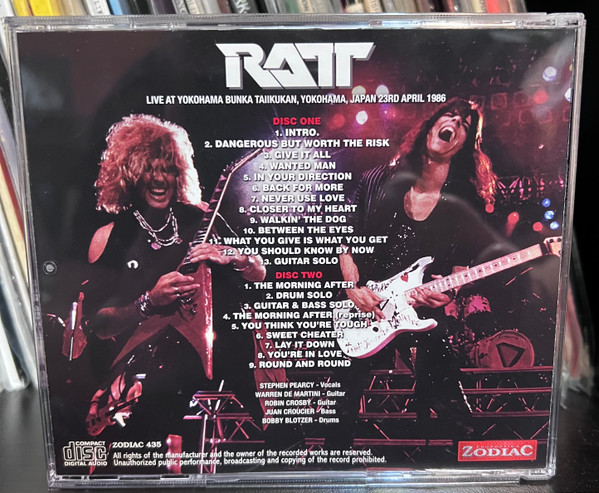 RATT
LIVE AT YOKOHAMA BUNKA TAIIKUKAN, YOKOHAMA, JAPAN 23RD APRIL 1986
DISC ONE
1. INTRO.
2. DANGEROUS BUT WORTH THE RISK
3. GIVE IT ALL
4. WANTED MAN
5. IN YOUR DIRECTION
6. BACK FOR MORE
7. NEVER USE LOVE
8. CLOSER TO MY HEART
9. WALKIN' THE DOG
10. BETWEEN THE EYES
11. WHAT YOU GIVE IS WHAT YOU GET
12. YOU SHOULD KNOW BY NOW
13. GUITAR SOLO
DISC TWO
1. THE MORNING AFTER
2. DRUM SOLO
3. GUITAR & BASS SOLO
4. THE MORNING AFTER (reprise)
5. YOU THINK YOU'RE TOUGH
6. SWEET CHEATER
7. LAY IT DOWN
8. YOU'RE IN LOVE
9. ROUND AND ROUND
STEPHEN PEARCY - Vocals
WARREN DE MARTINI - Guitar
ROBIN CROSBY - Guitar
JUAN CROUCIER - Bass
BOBBY BLOTZER - Drums
COMPACT
disc
DIGITAL AUDIO
ZODIAC 435
All rights of the manufacturer and the owner of the recorded works are reserved.
Unauthorized public performance, broadcasting and copying of the record prohibited.
ZODIAC